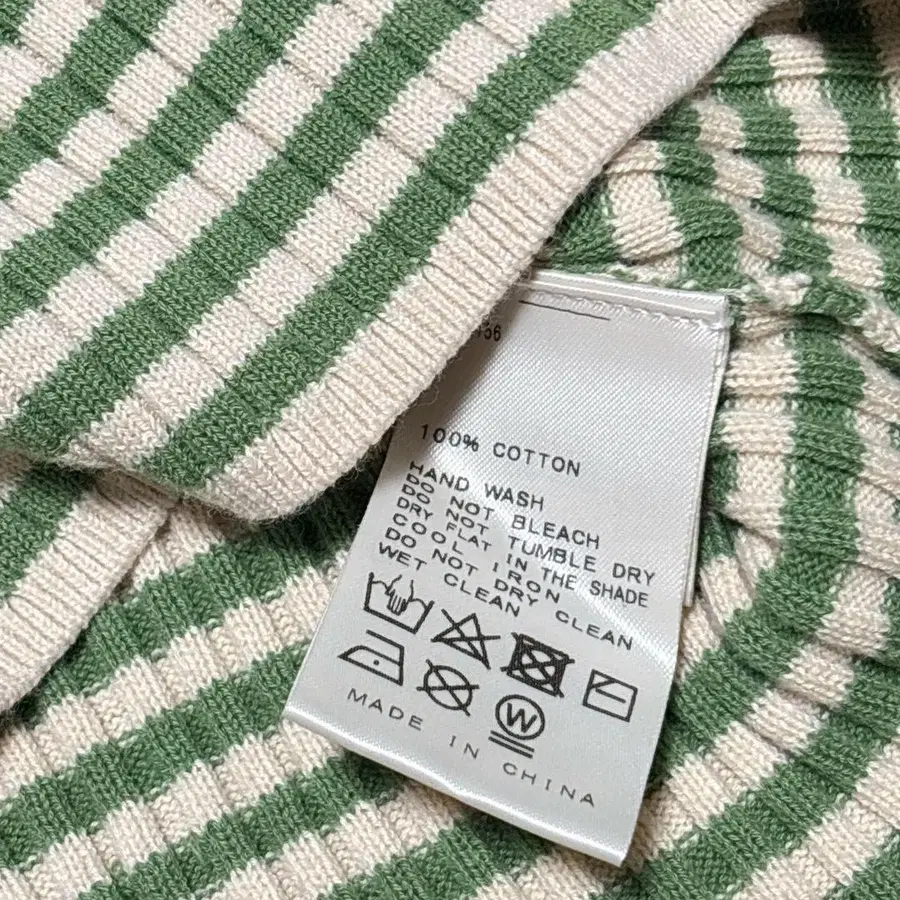 100% COTTON
HAND WASH
DO NOT BLEACH
DO NOT TUMBLE DRY
DRY FLAT IN THE SHADE
COOL IRON
DO NOT DRY CLEAN
WET CLEAN
W
MADE IN CHINA